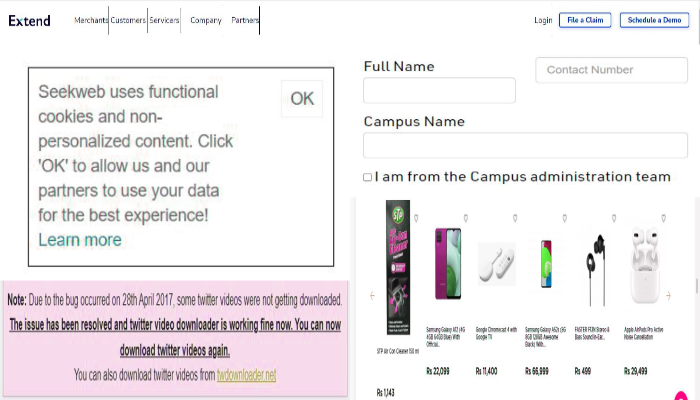 Extend
Merchants Customers Servicers Company Partners
Login File a Claim Schedule a Demo
Seekweb uses functional
cookies and non-
personalized content. Click
'OK' to allow us and our
partners to use your data
for the best experience!
Learn more
OK
Full Name
Contact Number
Campus Name
I am from the Campus administration team
Note: Due to the bug occurred on 28th April 2017, some twitter videos were not getting downloaded.
The issue has been resolved and twitter video downloader is working fine now. You can now
download twitter videos again.
You can also download twitter videos from twdownloader.net
STP
STP Air Con Cleaner 150 ml
Rs 1,143
Samsung Galaxy A12 (4G
4GB 64GB Blue) With
Official...
Rs 22,099
Google Chromecast 4 with
Google TV
Rs 11,400
Samsung Galaxy A52s (5G
8GB 128GB Awesome
Black) With...
Rs 66,999
FASTER F12N Stereo &
Bass Sound In-Ear...
Rs 499
Apple AirPods Pro Active
Noise Cancellation
Rs 29,499